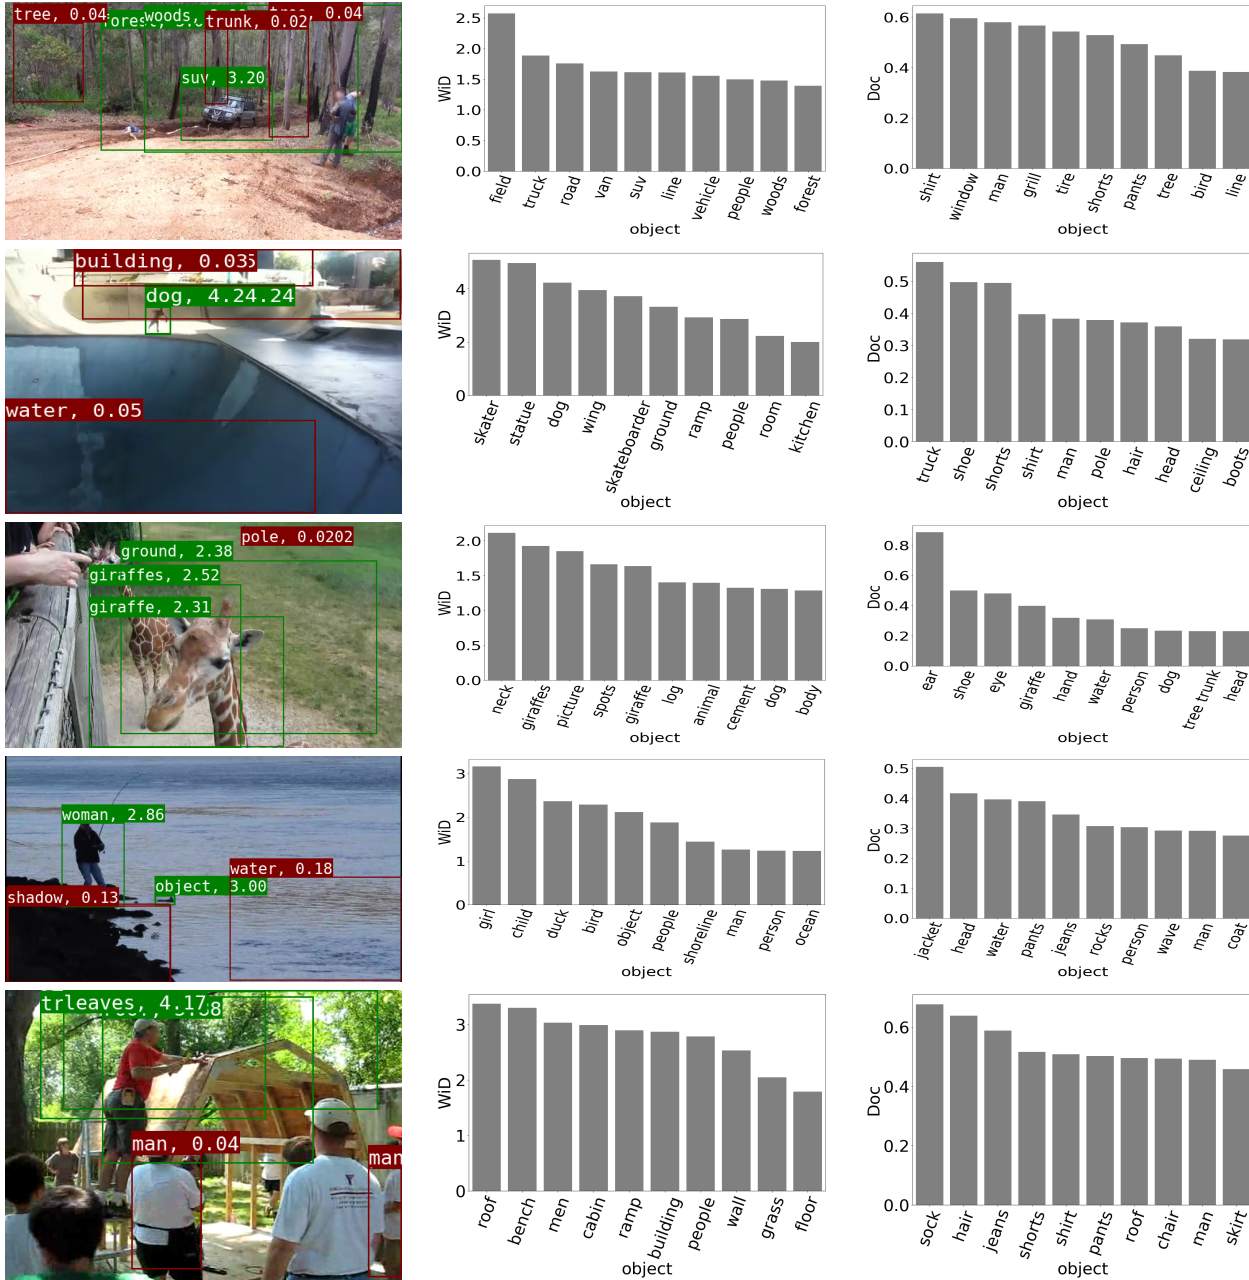 tree, 0.04
woods
trunk, 0.02
0.04
suv, 3.20
WiD
2.5
2.0
1.5
1.0
0.5
0.0
field truck road van suv line vehicle people woods forest
object
Doc
0.6
0.4
0.2
0.0
shirt window man grill tire shorts pants tree bird line
object
building, 0.035
dog, 4.24.24
water, 0.05
WiD
4
2
0
skater statue dog wing skateboarder ground ramp people room kitchen
object
Doc
0.5
0.4
0.3
0.2
0.1
0.0
truck shoe shorts shirt man pole hair head ceiling boots
object
pole, 0.0202
ground, 2.38
giraffes, 2.52
giraffe, 2.31
WiD
2.0
1.5
1.0
0.5
0.0
neck giraffes picture spots giraffe log animal cement dog body
object
Doc
0.8
0.6
0.4
0.2
0.0
ear shoe eye giraffe hand water person dog tree trunk head
object
woman, 2.86
water, 0.18
object, 3.00
shadow, 0.13
WiD
3
2
1
0
girl child duck bird object people shoreline man person ocean
object
Doc
0.5
0.4
0.3
0.2
0.1
0.0
jacket head water pants jeans rocks person wave man coat
object
trleaves, 4.17
man, 0.04
man
WiD
3
2
1
0
roof bench men cabin ramp building people wall grass floor
object
Doc
0.6
0.4
0.2
0.0
sock hair jeans shorts shirt pants roof chair man skirt
object